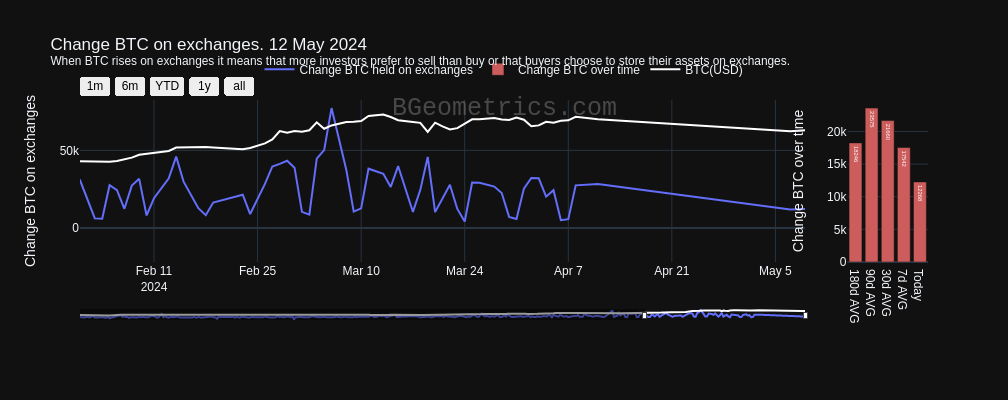 Change BTC on exchanges. 12 May 2024
When BTC rises on exchanges it means that more investors prefer to sell than buy or that buyers choose to store their assets on exchanges.
Change BTC held on exchanges Change BTC over time BTC(USD)
1m 6m YTD 1y all
BGeometrics.com
Change BTC on exchanges
50k
0
Feb 11 Feb 25 Mar 10 Mar 24 Apr 7 Apr 21 May 5
2024
Change BTC over time
20k
15k
10k
5k
0
180d AVG
90d AVG
30d AVG
7d AVG
Today